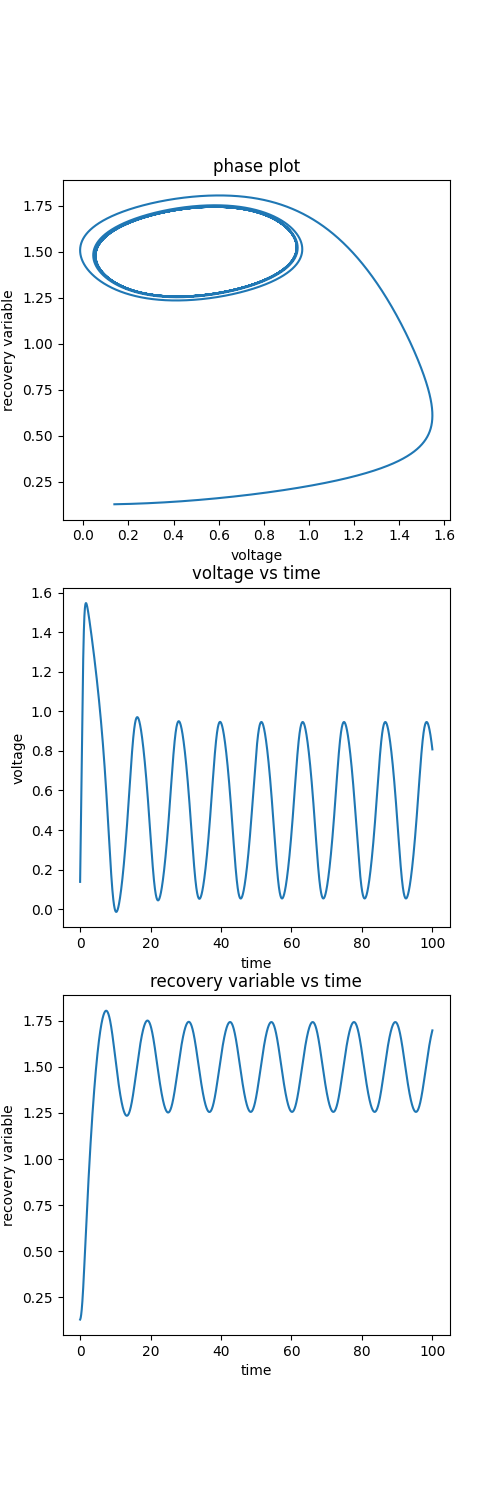 phase plot
1.75
1.50
1.25
1.00
0.75
0.50
0.25
recovery variable
0.0 0.2 0.4 0.6 0.8 1.0 1.2 1.4 1.6
voltage
voltage vs time
1.6
1.4
1.2
1.0
0.8
0.6
0.4
0.2
0.0
voltage
0 20 40 60 80 100
time
recovery variable vs time
1.75
1.50
1.25
1.00
0.75
0.50
0.25
recovery variable
0 20 40 60 80 100
time